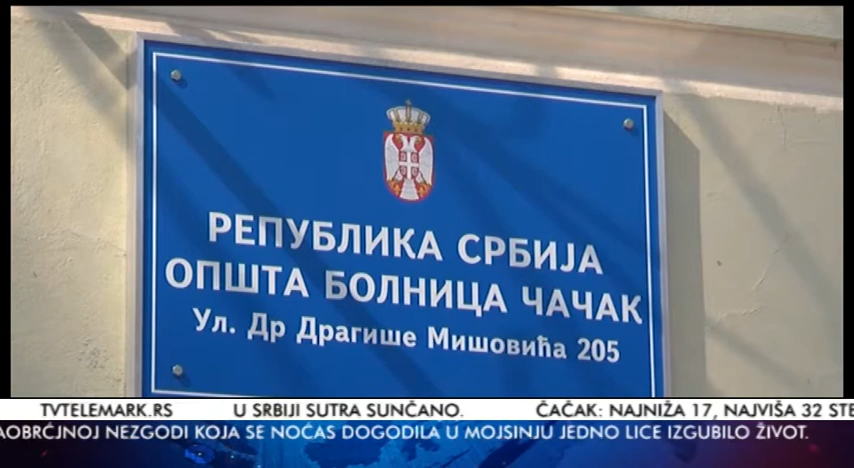 РЕПУБЛИКА СРБИЈА
ОПШТА БОЛНИЦА ЧАЧАК
Ул. Др Драгише Мишовића 205
TVTELEMARK.RS U SRBIJI SUTRA SUNČANO. ČAČAK: NAJNIŽA 17, NAJVIŠA 32
NEZGODI KOJA SE NOĆAS DOGODILA U MOJSINJU JEDNO LICE IZGUBILO ŽIVOT.